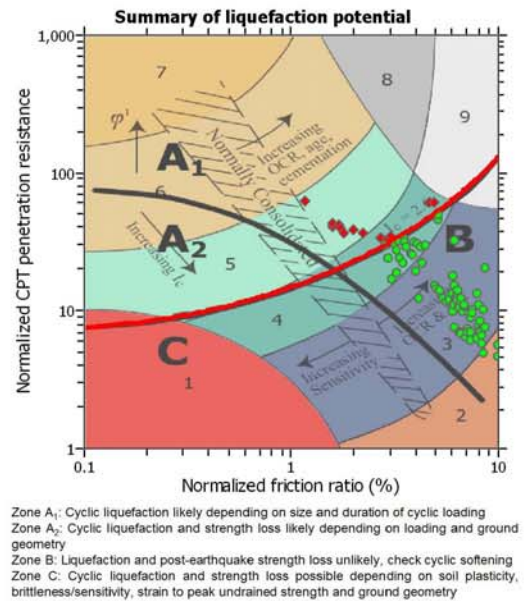 Summary of liquefaction potential
1,000
100
10
1
0.1
1
10
Normalized CPT penetration resistance
Normalized friction ratio (%)
7
8
9
φ'
A1
6
A2
5
4
B
3
C
1
2
Normally Consolidated
Increasing
OCR, age,
cementation
Increasing Ic
Increasing
Sensitivity
Increasing
OCR &
Ic = 2.
Zone A₁: Cyclic liquefaction likely depending on size and duration of cyclic loading
Zone A₂: Cyclic liquefaction and strength loss likely depending on loading and ground
geometry
Zone B: Liquefaction and post-earthquake strength loss unlikely, check cyclic softening
Zone C: Cyclic liquefaction and strength loss possible depending on soil plasticity,
brittleness/sensitivity, strain to peak undrained strength and ground geometry